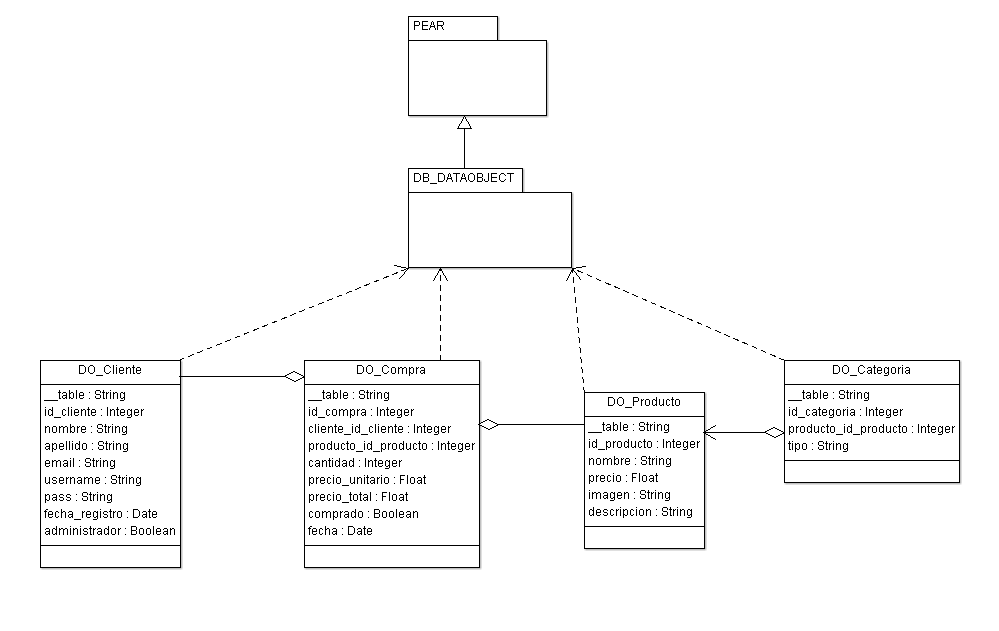 PEAR
DB_DATAOBJECT
DO_Cliente
__table : String
id_cliente : Integer
nombre : String
apellido : String
email : String
username : String
pass : String
fecha_registro : Date
administrador : Boolean
DO_Compra
__table : String
id_compra : Integer
cliente_id_cliente : Integer
producto_id_producto : Integer
cantidad : Integer
precio_unitario : Float
precio_total : Float
comprado : Boolean
fecha : Date
DO_Producto
__table : String
id_producto : Integer
nombre : String
precio : Float
imagen : String
descripcion : String
DO_Categoria
__table : String
id_categoria : Integer
producto_id_producto : Integer
tipo : String